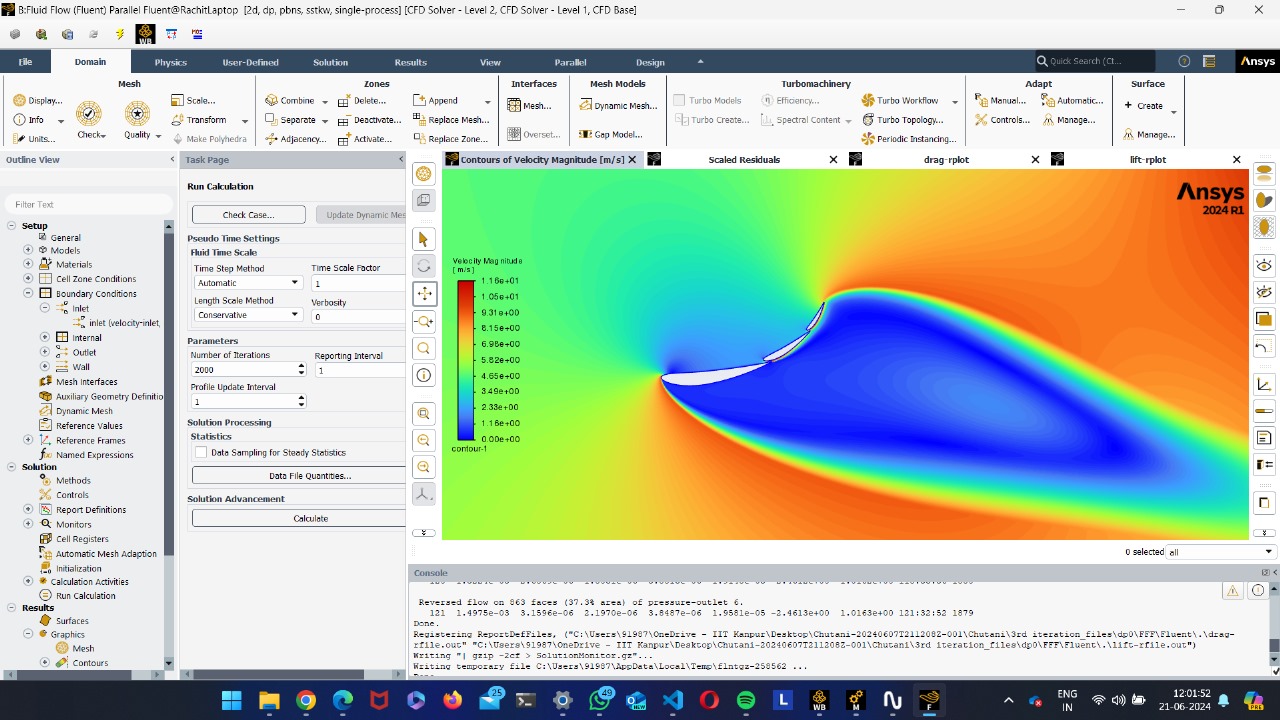 B:Fluid Flow (Fluent) Parallel Fluent@RachitLaptop [2d, dp, pbns, sstkw, single-process] [CFD Solver - Level 2, CFD Solver - Level 1, CFD Base]
File Domain Physics User-Defined Solution Results View Parallel Design Quick Search (Ct... Ansys
Mesh Zones Interfaces Mesh Models Turbomachinery Adapt Surface
Display... Scale... Combine Delete... Append Mesh... Dynamic Mesh... Turbo Models Efficiency... Turbo Workflow Manual... Automatic... Create
Info Check Quality Transform Separate Deactivate... Replace Mesh... Turbo Create... Spectral Content Turbo Topology... Controls... Manage...
Units... Make Polyhedra Adjacency... Activate... Replace Zone... Overset... Gap Model... Periodic Instancing... Manage...
Outline View
Filter Text
Setup
General
Models
Materials
Cell Zone Conditions
Boundary Conditions
Inlet
inlet (velocity-inlet,
Internal
Outlet
Wall
Mesh Interfaces
Auxiliary Geometry Definitio
Dynamic Mesh
Reference Values
Reference Frames
Named Expressions
Solution
Methods
Controls
Report Definitions
Monitors
Cell Registers
Automatic Mesh Adaption
Initialization
Calculation Activities
Run Calculation
Results
Surfaces
Graphics
Mesh
Contours
Task Page
Run Calculation
Check Case... Update Dynamic Mes
Pseudo Time Settings
Fluid Time Scale
Time Step Method Time Scale Factor
Automatic 1
Length Scale Method Verbosity
Conservative 0
Parameters
Number of Iterations Reporting Interval
2000 1
Profile Update Interval
1
Solution Processing
Statistics
Data Sampling for Steady Statistics
Data File Quantities...
Solution Advancement
Calculate
Contours of Velocity Magnitude [m/s] Scaled Residuals drag-rplot lift-rplot
Ansys
2024 R1
Velocity Magnitude
[ m/s ]
1.16e+01
1.05e+01
9.31e+00
8.15e+00
6.98e+00
5.82e+00
4.65e+00
3.49e+00
2.33e+00
1.16e+00
0.00e+00
contour-1
0 selected all
Console
Reversed flow on 863 faces (37.3% area) of pressure-outlet 6.
121 1.4975e-03 3.1596e-06 2.1970e-06 3.8487e-06 1.9581e-05 -2.4613e+00 1.0163e+00 121:32:52 1879
Done.
Registering ReportDefFiles, ("C:\Users\91987\OneDrive - IIT Kanpur\Desktop\Chutani-20240607T211208Z-001\Chutani\3rd iteration_files\dp0\FFF\Fluent\.\drag-
rfile.out" "C:\Users\91987\OneDrive - IIT Kanpur\Desktop\Chutani-20240607T211208Z-001\Chutani\3rd iteration_files\dp0\FFF\Fluent\.\lift-rfile.out")
Writing "| gzip -2cf > SolutionMonitor.gz"...
Writing temporary file C:\Users\91987\AppData\Local\Temp\flntgz-258562 ...
25 49 ENG
IN
12:01:52
21-06-2024